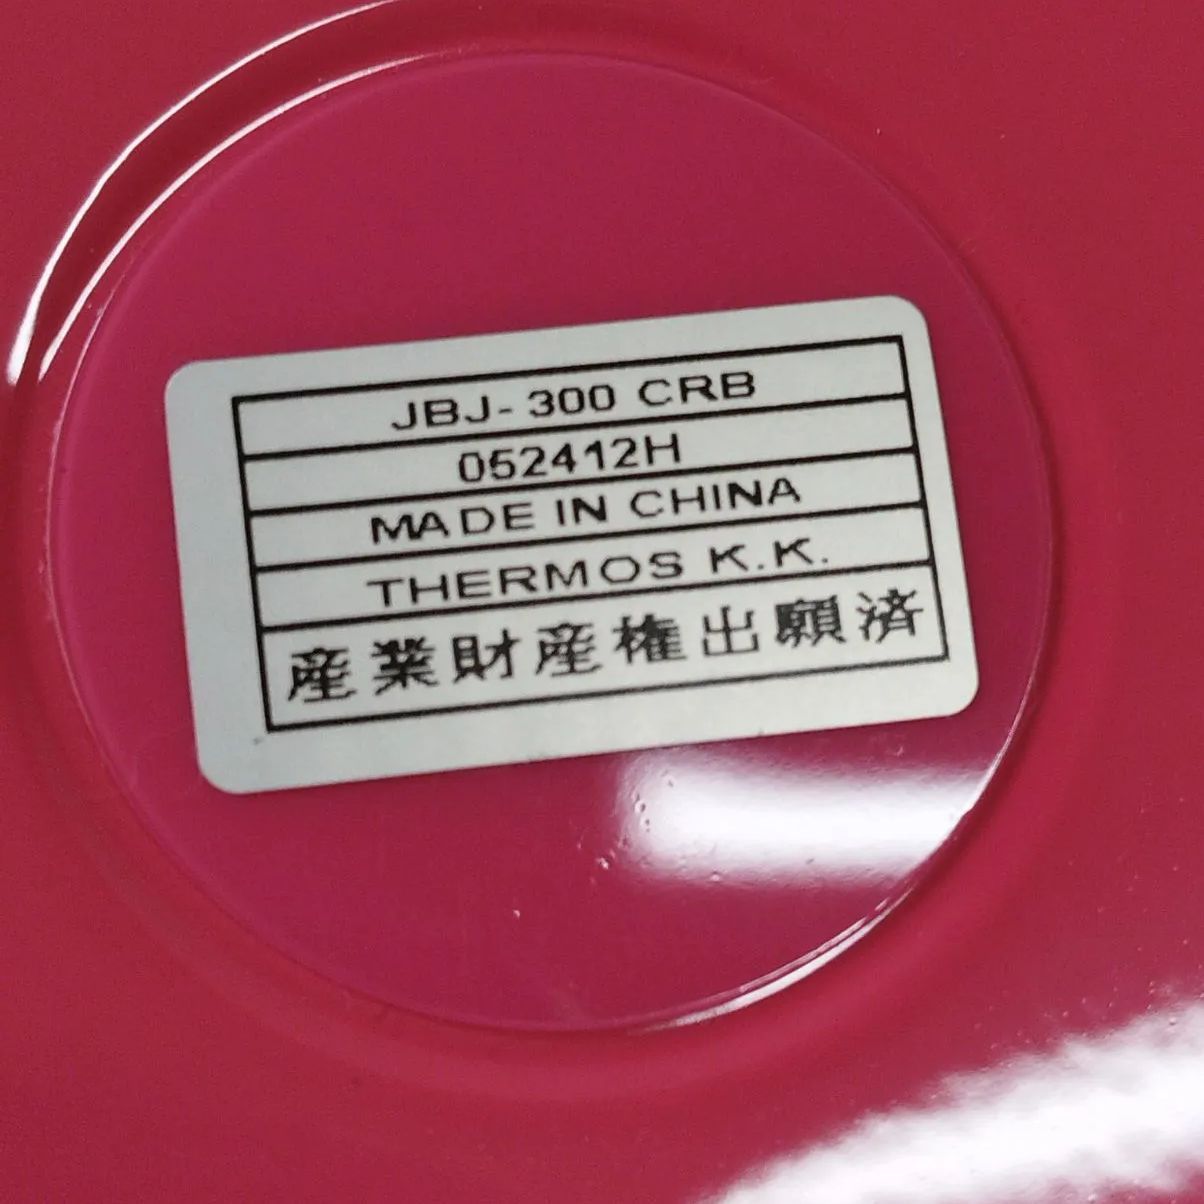 JBJ-300 CRB
052412H
MADE IN CHINA
THERMOS K.K.
産業財産権出願済